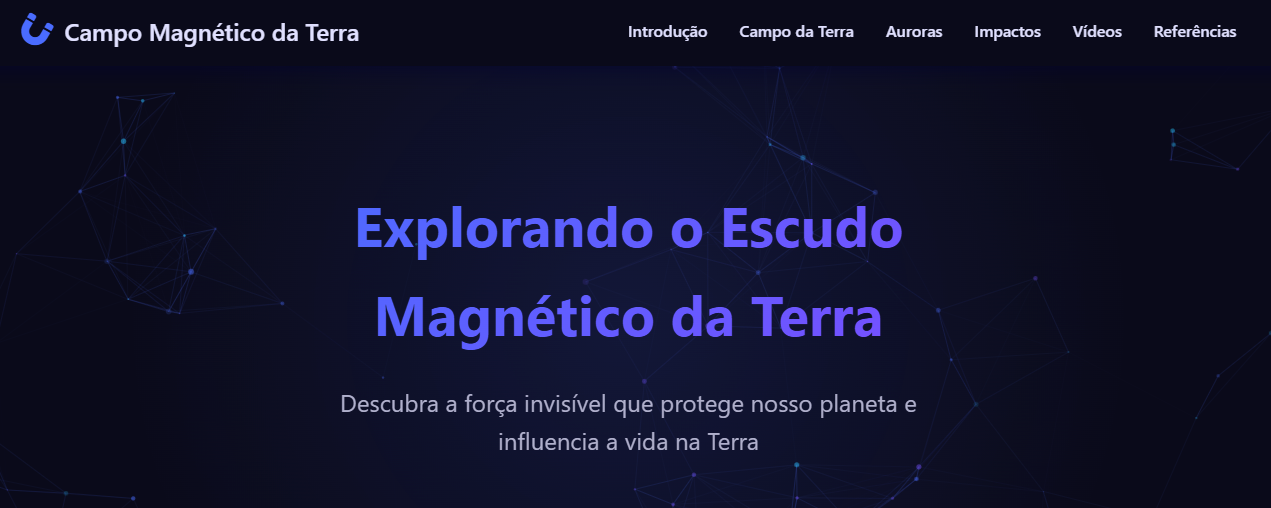 Campo Magnético da Terra
Introdução Campo da Terra Auroras Impactos Vídeos Referências
Explorando o Escudo
Magnético da Terra
Descubra a força invisível que protege nosso planeta e
influencia a vida na Terra